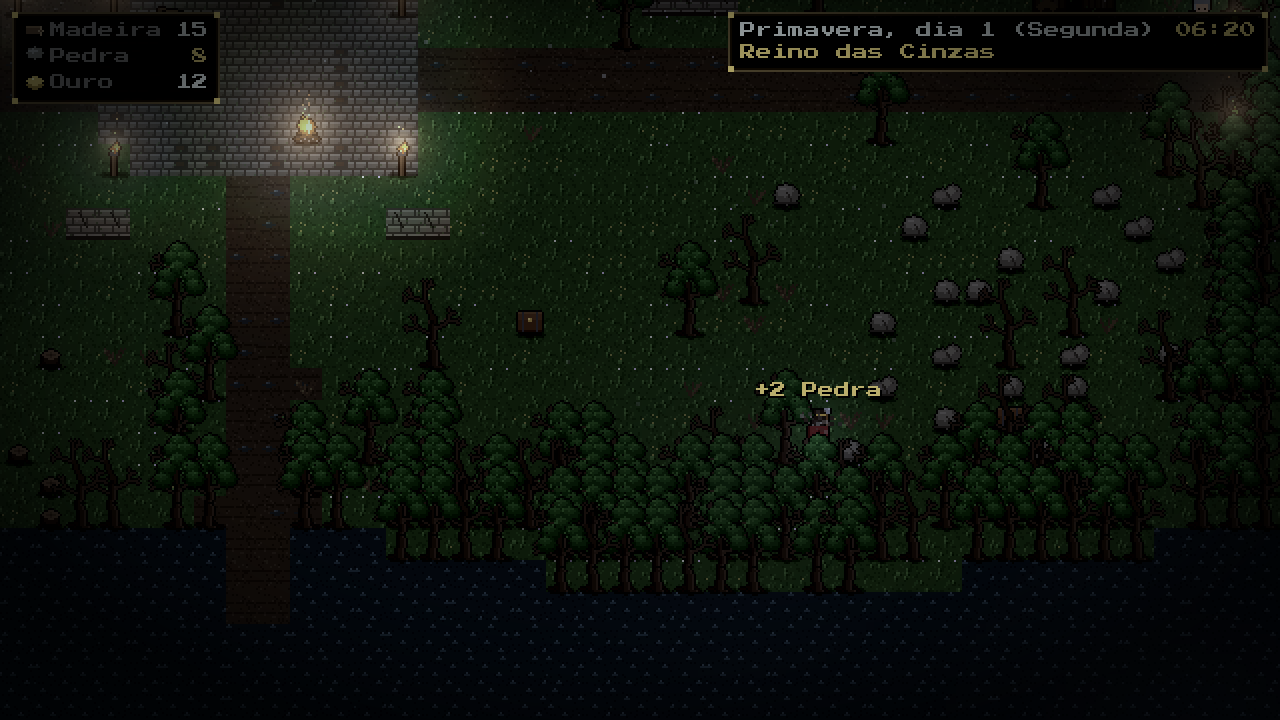 Madeira 15
Pedra 8
Ouro 12
Primavera, dia 1 (Segunda) 06:20
Reino das Cinzas
+2 Pedra